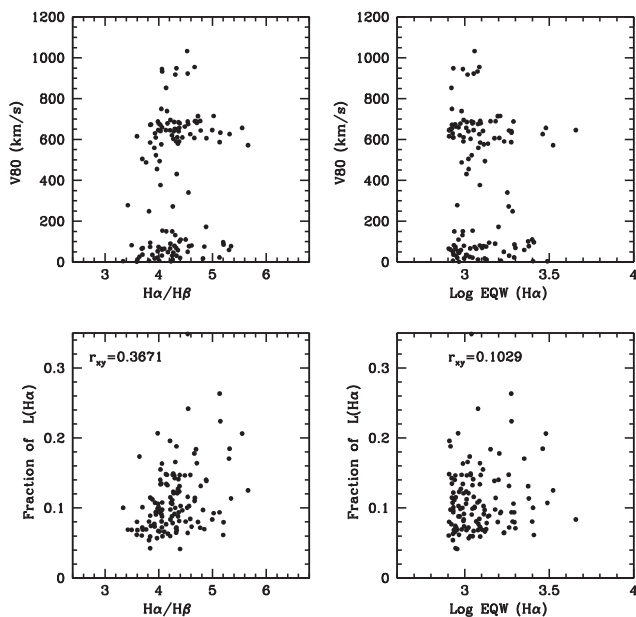 1200
1000
800
600
400
200
0
V80 (km/s)
3 4 5 6
Hα/Hβ
1200
1000
800
600
400
200
0
V80 (km/s)
3 3.5 4
Log EQW (Hα)
0.3
0.2
0.1
0
Fraction of L(Hα)
r_xy=0.3671
3 4 5 6
Hα/Hβ
0.3
0.2
0.1
0
Fraction of L(Hα)
r_xy=0.1029
3 3.5 4
Log EQW (Hα)